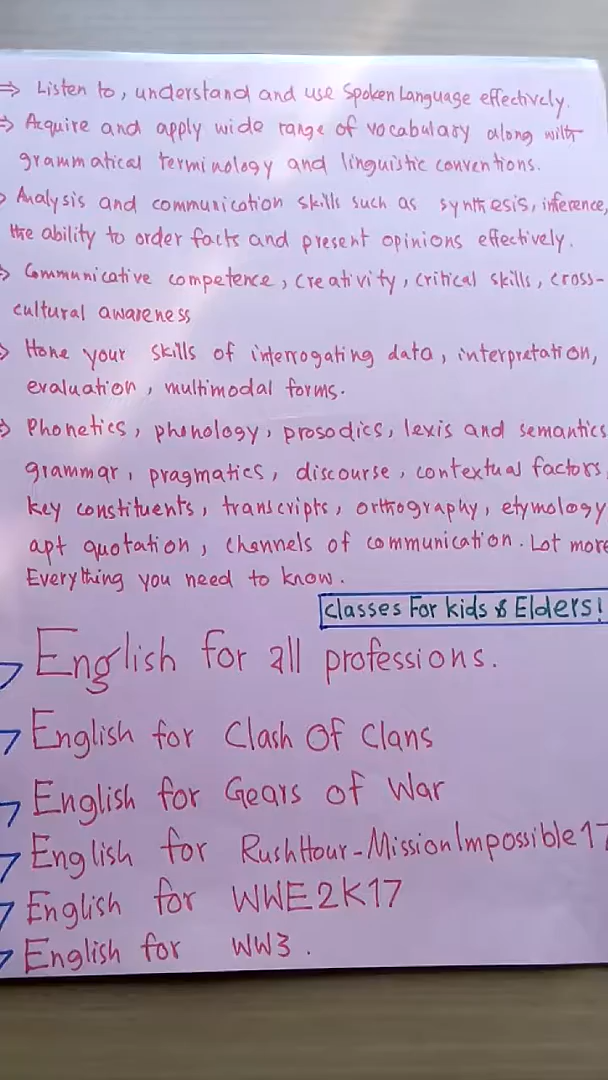 ⇒ Listen to, understand and use Spoken Language effectively.
⇒ Acquire and apply wide range of vocabulary along with
grammatical terminology and linguistic conventions.
⇒ Analysis and communication skills such as synthesis, inference,
the ability to order facts and present opinions effectively.
⇒ Communicative competence, creativity, critical skills, cross-
cultural awareness
⇒ Hone your skills of interrogating data, interpretation,
evaluation, multimodal forms.
⇒ Phonetics, phonology, prosodics, lexis and semantics
grammar, pragmatics, discourse, contextual factors,
key constituents, transcripts, orthography, etymology
apt quotation, channels of communication. Lot more
Everything you need to know.
Classes For kids & Elders!
English for all professions.
English for Clash Of Clans
English for Gears of War
English for RushHour-MissionImpossible17
English for WWE2K17
English for WW3.